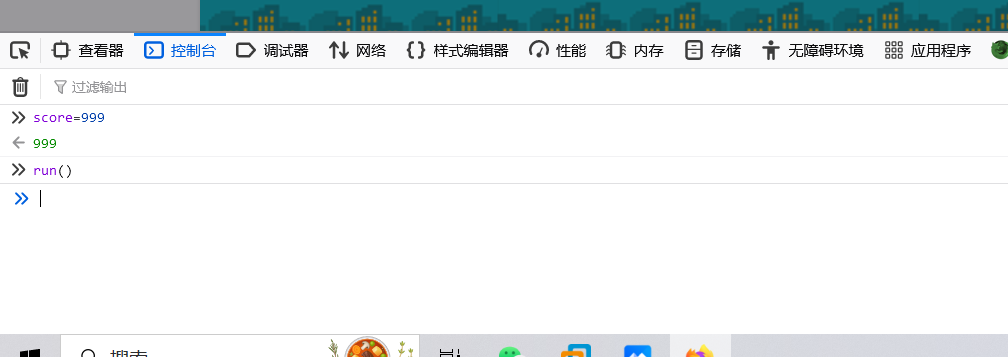 查看器 控制台 调试器 网络 样式编辑器 性能 内存 存储 无障碍环境 应用程序
过滤输出
score=999
999
run()
搜索